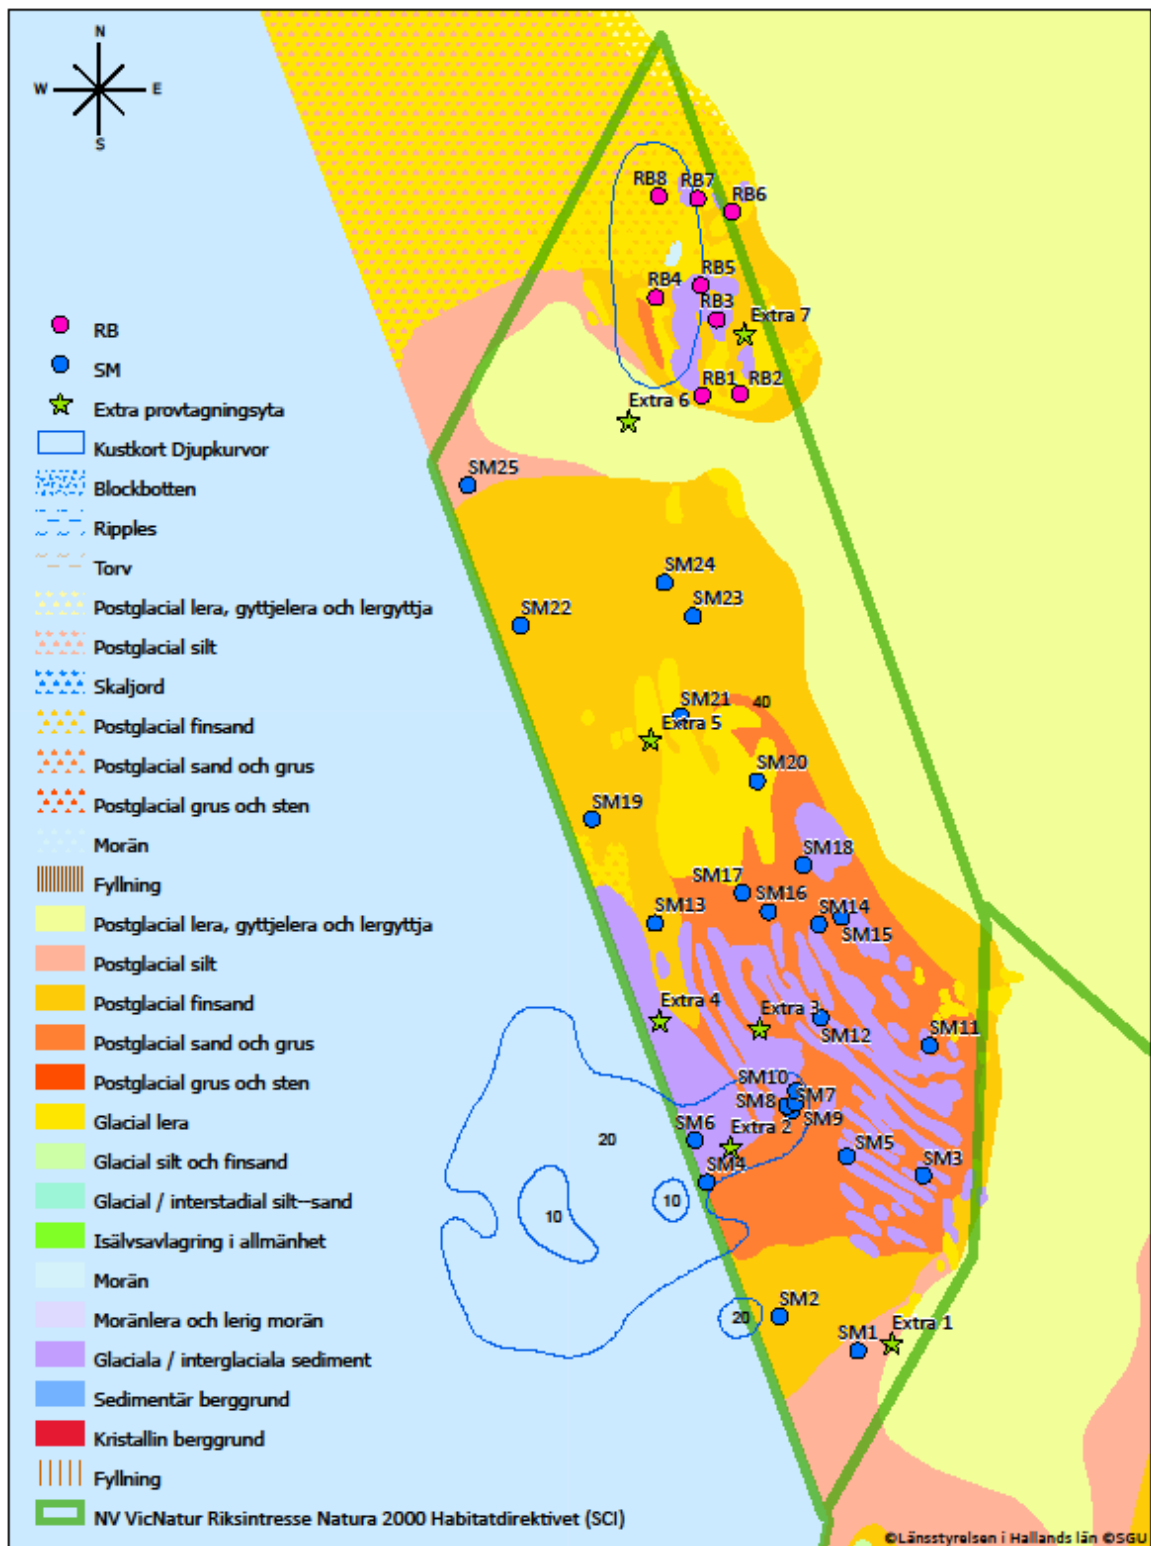 N
W E
S
RB
SM
Extra provtagningsyta
Kustkort Djupkurvor
Blockbotten
Ripples
Torv
Postglacial lera, gyttjelera och lergyttja
Postglacial silt
Skaljord
Postglacial finsand
Postglacial sand och grus
Postglacial grus och sten
Morän
Fyllning
Postglacial lera, gyttjelera och lergyttja
Postglacial silt
Postglacial finsand
Postglacial sand och grus
Postglacial grus och sten
Glacial lera
Glacial silt och finsand
Glacial / interstadial silt--sand
Isälvsavlagring i allmänhet
Morän
Moränlera och lerig morän
Glaciala / interglaciala sediment
Sedimentär berggrund
Kristallin berggrund
Fyllning
NV VicNatur Riksintresse Natura 2000 Habitatdirektivet (SCI)
RB8 RB7 RB6
RB5
RB4
RB3
Extra 7
RB1 RB2
Extra 6
SM25
SM24
SM23
SM22
SM21
40
Extra 5
SM20
SM19
SM18
SM17
SM16
SM14
SM13
SM15
Extra 4
Extra 3
SM12
SM11
SM10
SM7
SM8
SM9
SM6
Extra 2
20
SM5
SM3
SM4
10
10
20
SM2
SM1
Extra 1
©Länsstyrelsen i Hallands län ©SGU